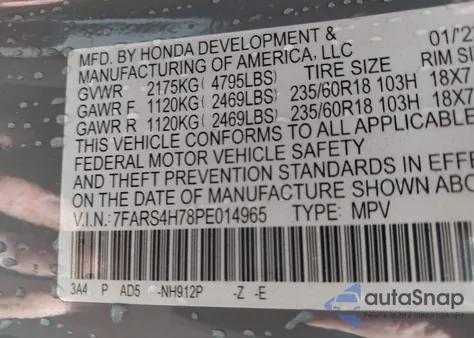 MFD. BY HONDA DEVELOPMENT & 01/'2
MANUFACTURING OF AMERICA, LLC
GVWR 2175KG( 4795LBS) TIRE SIZE RIM SI
GAWR F 1120KG( 2469LBS) 235/60R18 103H 18X7
GAWR R 1120KG( 2469LBS) 235/60R18 103H 18X7
THIS VEHICLE CONFORMS TO ALL APPLICABLE
FEDERAL MOTOR VEHICLE SAFETY
AND THEFT PREVENTION STANDARDS IN EFFE
ON THE DATE OF MANUFACTURE SHOWN ABO
V.I.N.: 7FARS4H78PE014965 TYPE: MPV
3A4 P AD5 -NH912P -Z -E
autoSnap